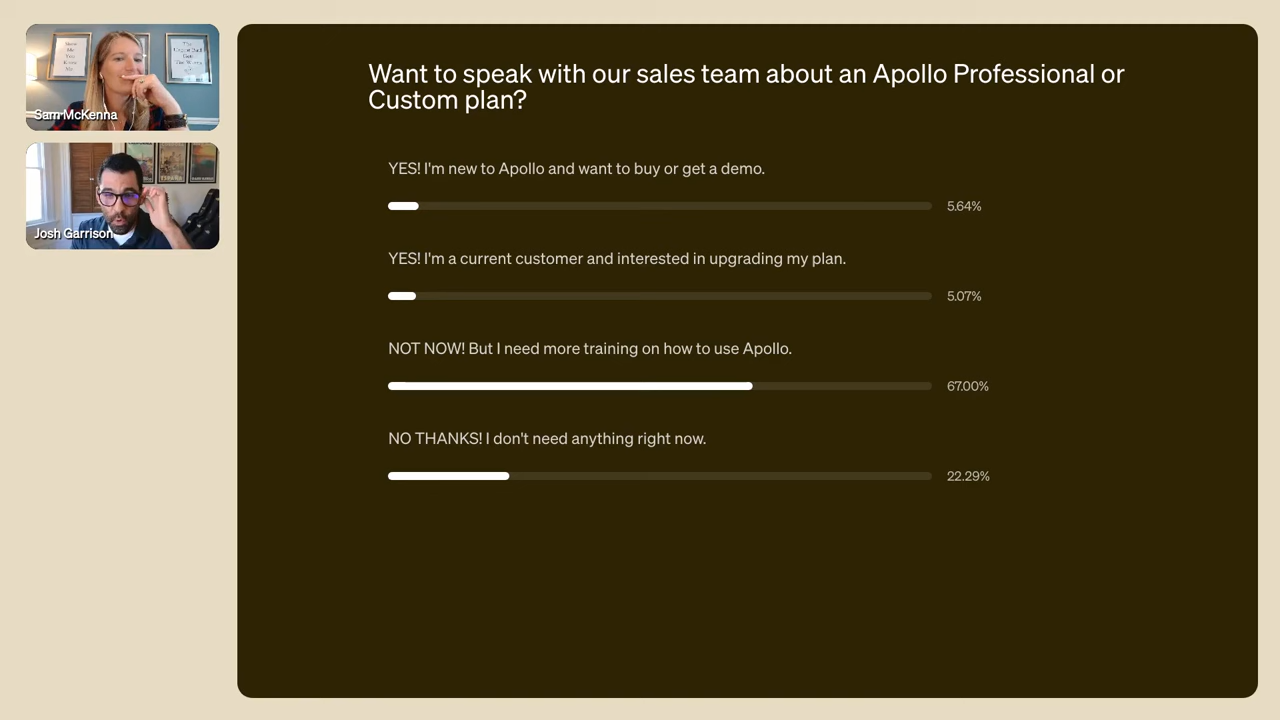 Sam McKenna
Josh Garrison
Want to speak with our sales team about an Apollo Professional or
Custom plan?
YES! I'm new to Apollo and want to buy or get a demo.
5.64%
YES! I'm a current customer and interested in upgrading my plan.
5.07%
NOT NOW! But I need more training on how to use Apollo.
67.00%
NO THANKS! I don't need anything right now.
22.29%